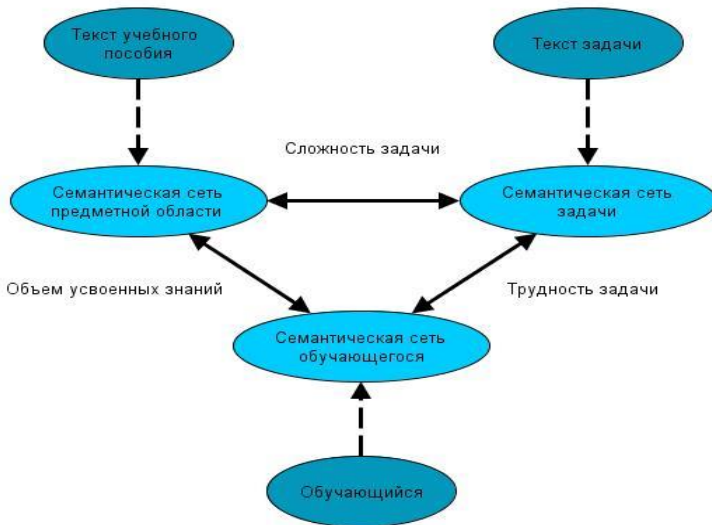 Текст учебного
пособия
Текст задачи
Сложность задачи
Семантическая сеть
предметной области
Семантическая сеть
задачи
Объем усвоенных знаний
Трудность задачи
Семантическая сеть
обучающегося
Обучающийся